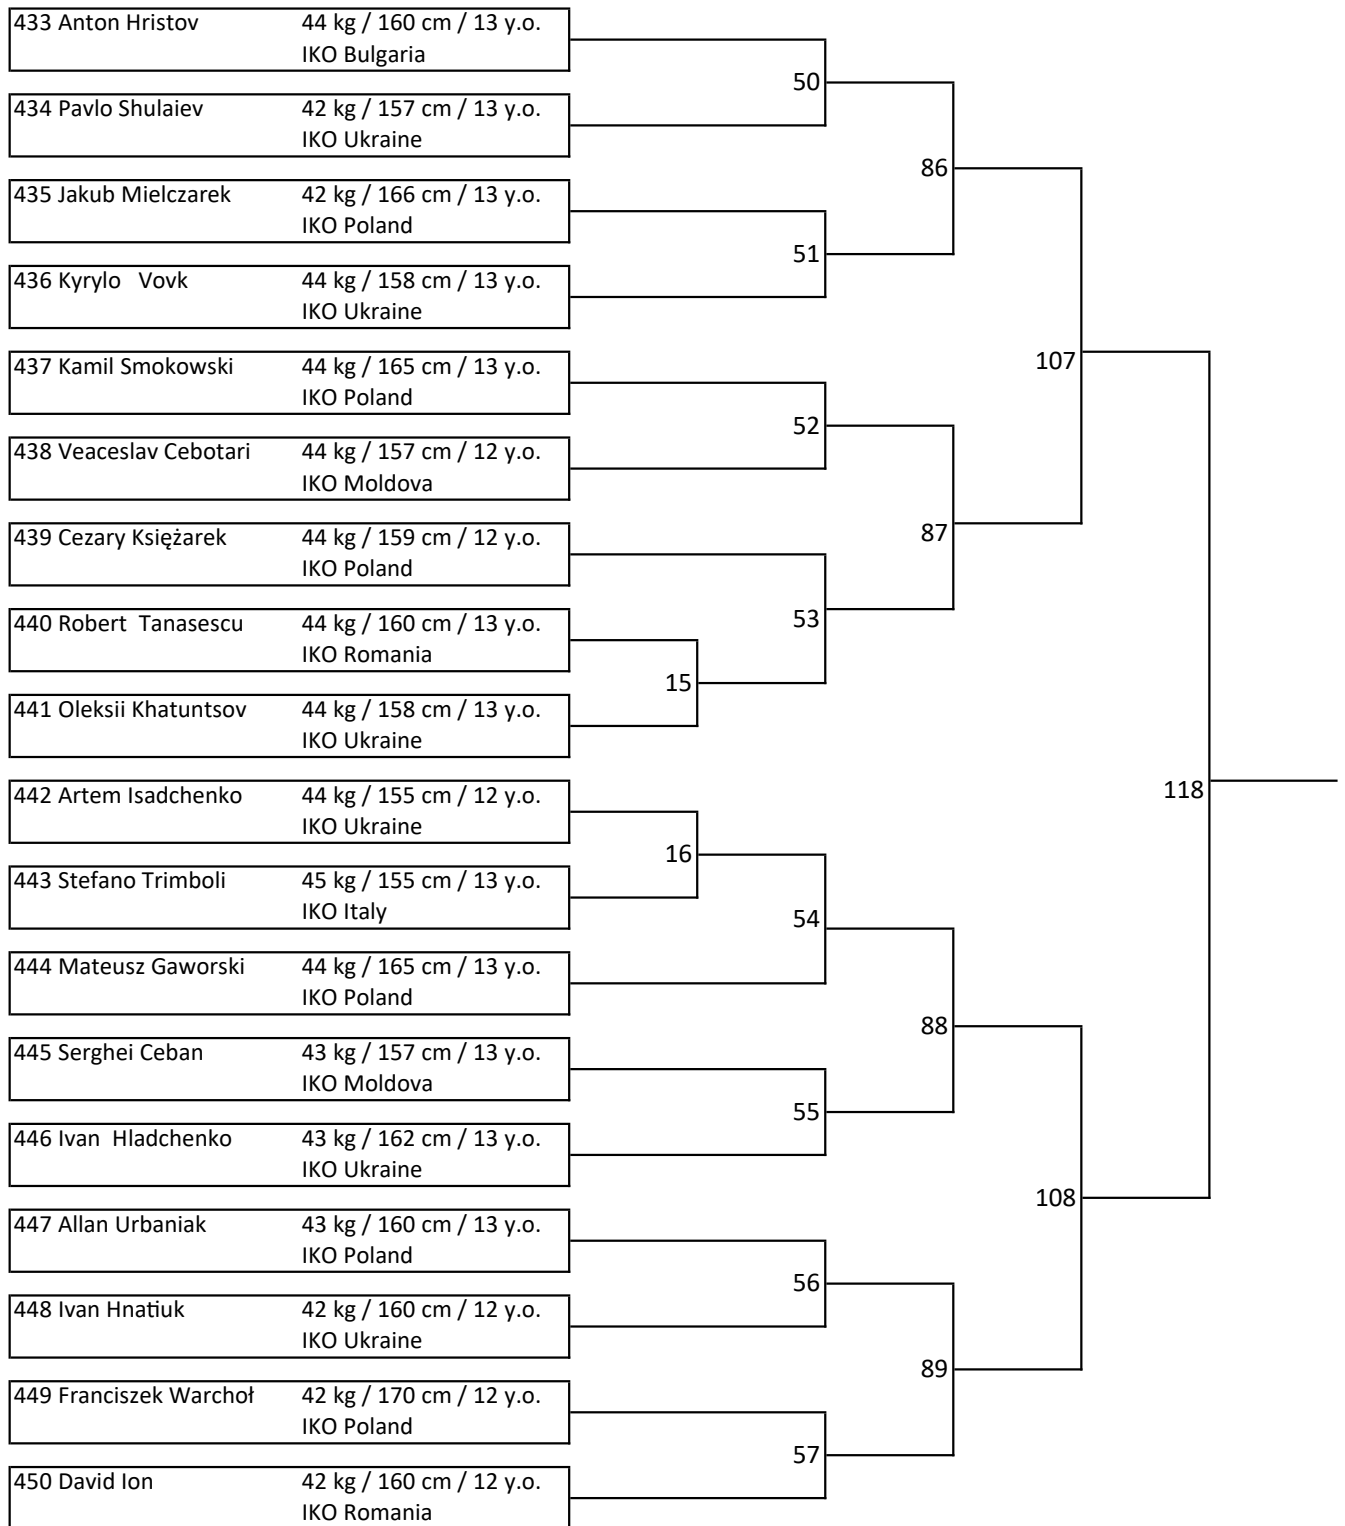 433 Anton Hristov 44 kg / 160 cm / 13 y.o.
IKO Bulgaria
50
434 Pavlo Shulaiev 42 kg / 157 cm / 13 y.o.
IKO Ukraine
86
435 Jakub Mielczarek 42 kg / 166 cm / 13 y.o.
IKO Poland
51
436 Kyrylo Vovk 44 kg / 158 cm / 13 y.o.
IKO Ukraine
107
437 Kamil Smokowski 44 kg / 165 cm / 13 y.o.
IKO Poland
52
438 Veaceslav Cebotari 44 kg / 157 cm / 12 y.o.
IKO Moldova
87
439 Cezary Księżarek 44 kg / 159 cm / 12 y.o.
IKO Poland
53
440 Robert Tanasescu 44 kg / 160 cm / 13 y.o.
IKO Romania
15
441 Oleksii Khatuntsov 44 kg / 158 cm / 13 y.o.
IKO Ukraine
118
442 Artem Isadchenko 44 kg / 155 cm / 12 y.o.
IKO Ukraine
16
443 Stefano Trimboli 45 kg / 155 cm / 13 y.o.
IKO Italy
54
444 Mateusz Gaworski 44 kg / 165 cm / 13 y.o.
IKO Poland
88
445 Serghei Ceban 43 kg / 157 cm / 13 y.o.
IKO Moldova
55
446 Ivan Hladchenko 43 kg / 162 cm / 13 y.o.
IKO Ukraine
108
447 Allan Urbaniak 43 kg / 160 cm / 13 y.o.
IKO Poland
56
448 Ivan Hnatiuk 42 kg / 160 cm / 12 y.o.
IKO Ukraine
89
449 Franciszek Warchoł 42 kg / 170 cm / 12 y.o.
IKO Poland
57
450 David Ion 42 kg / 160 cm / 12 y.o.
IKO Romania